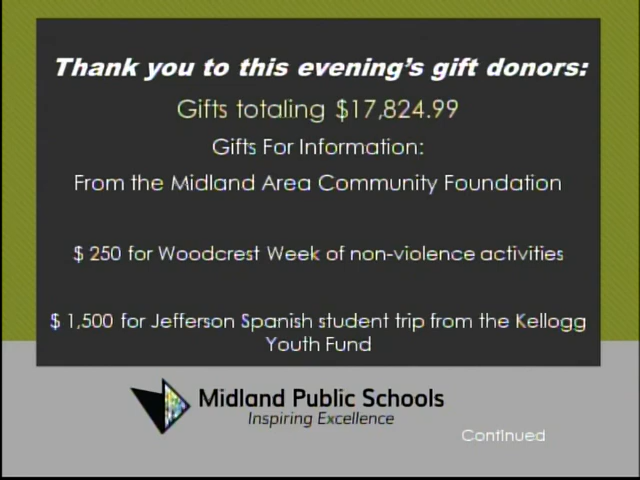 Thank you to this evening's gift donors:
Gifts totaling $17,824.99
Gifts For Information:
From the Midland Area Community Foundation
$ 250 for Woodcrest Week of non-violence activities
$ 1,500 for Jefferson Spanish student trip from the Kellogg
Youth Fund
Midland Public Schools
Inspiring Excellence
Continued